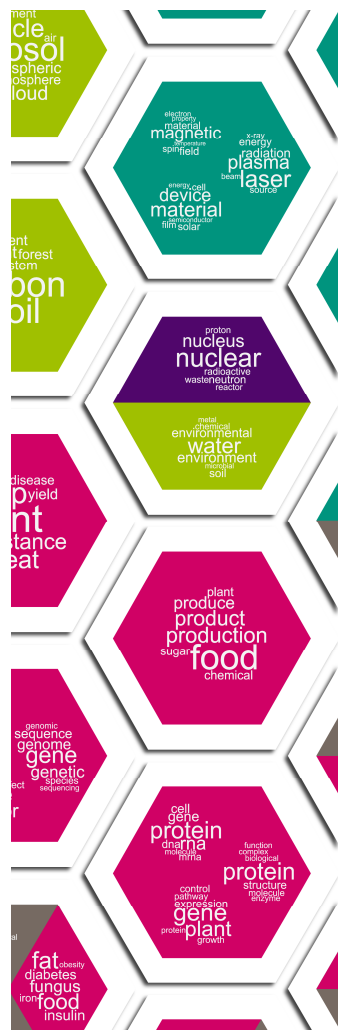 ment
cle air
osol
spheric
osphere
loud
electron
property
material
magnetic
temperature
spin field
x-ray
energy
radiation
plasma
beam laser
source
energy cell
device
material
semiconductor
film solar
ent
t forest
stem
bon
oil
proton
nucleus
nuclear
radioactive
waste neutron
reactor
metal
chemical
environmental
water
environment
microbial
soil
disease
p yield
nt
stance
eat
plant
produce
product
production
sugar food
chemical
genomic
sequence
genome
gene
genetic
ect species
sequencing
r
cell
gene
protein
dna rna
molecule
mrna
function
complex
biological
protein
structure
molecule
enzyme
control
pathway
expression
gene
protein plant
growth
al
fat obesity
diabetes
fungus
iron food
insulin